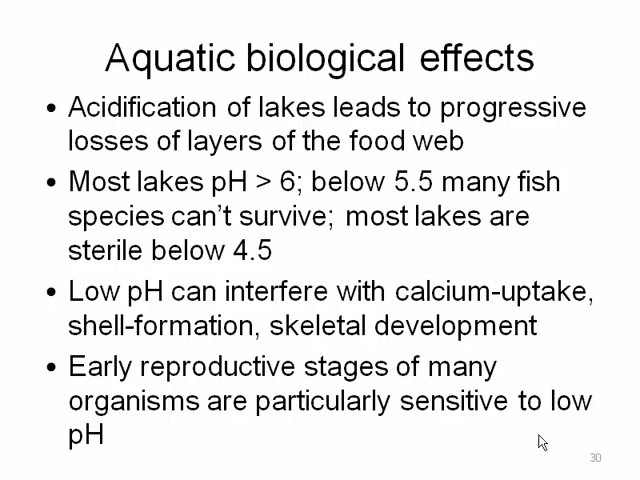 Aquatic biological effects
• Acidification of lakes leads to progressive
losses of layers of the food web
• Most lakes pH > 6; below 5.5 many fish
species can't survive; most lakes are
sterile below 4.5
• Low pH can interfere with calcium-uptake,
shell-formation, skeletal development
• Early reproductive stages of many
organisms are particularly sensitive to low
pH
30